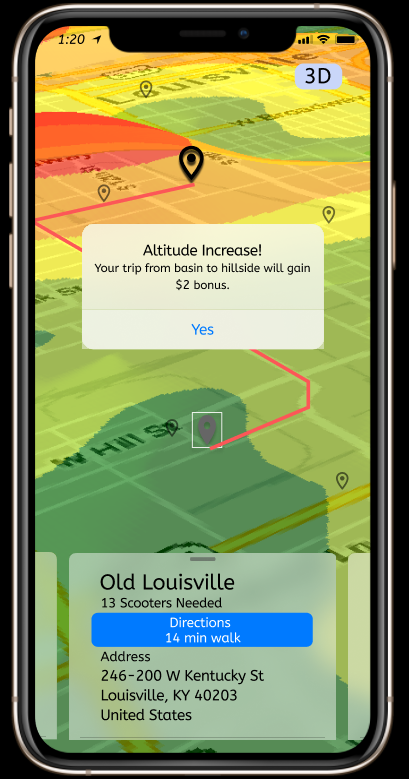 1:20
3D
Louisville
W Broadway
Way
Altitude Increase!
Your trip from basin to hillside will gain
$2 bonus.
Yes
W Hill St.
Old Louisville
13 Scooters Needed
Directions
14 min walk
Address
246-200 W Kentucky St
Louisville, KY 40203
United States